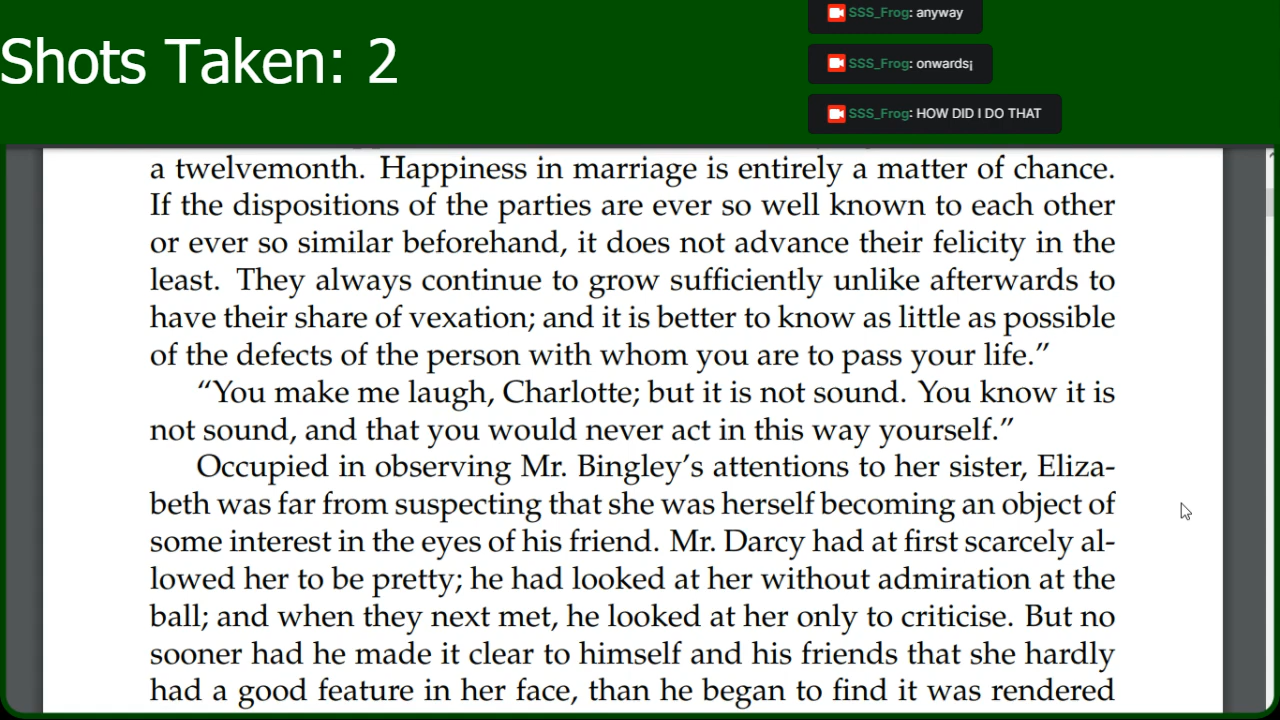 Shots Taken: 2
SSS_Frog: anyway
SSS_Frog: onwards¡
SSS_Frog: HOW DID I DO THAT
a twelvemonth. Happiness in marriage is entirely a matter of chance.
If the dispositions of the parties are ever so well known to each other
or ever so similar beforehand, it does not advance their felicity in the
least. They always continue to grow sufficiently unlike afterwards to
have their share of vexation; and it is better to know as little as possible
of the defects of the person with whom you are to pass your life.”
“You make me laugh, Charlotte; but it is not sound. You know it is
not sound, and that you would never act in this way yourself.”
Occupied in observing Mr. Bingley’s attentions to her sister, Eliza-
beth was far from suspecting that she was herself becoming an object of
some interest in the eyes of his friend. Mr. Darcy had at first scarcely al-
lowed her to be pretty; he had looked at her without admiration at the
ball; and when they next met, he looked at her only to criticise. But no
sooner had he made it clear to himself and his friends that she hardly
had a good feature in her face, than he began to find it was rendered